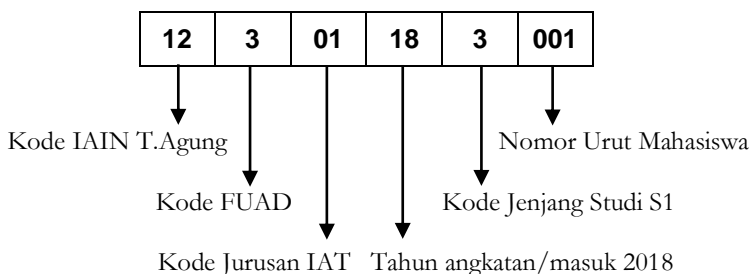 12 3 01 18 3 001
Kode IAIN T.Agung Nomor Urut Mahasiswa
Kode FUAD Kode Jenjang Studi S1
Kode Jurusan IAT Tahun angkatan/masuk 2018